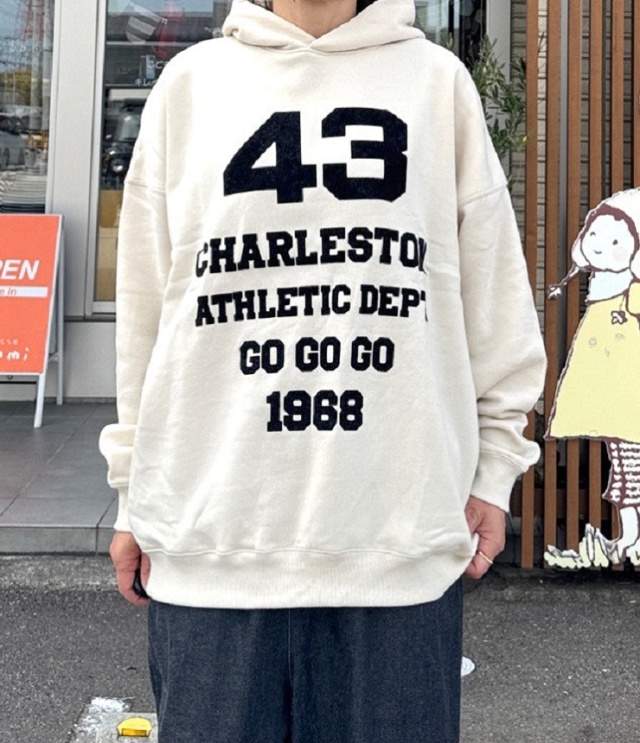 43
CHARLESTON
ATHLETIC DEPT
GO GO GO
1968